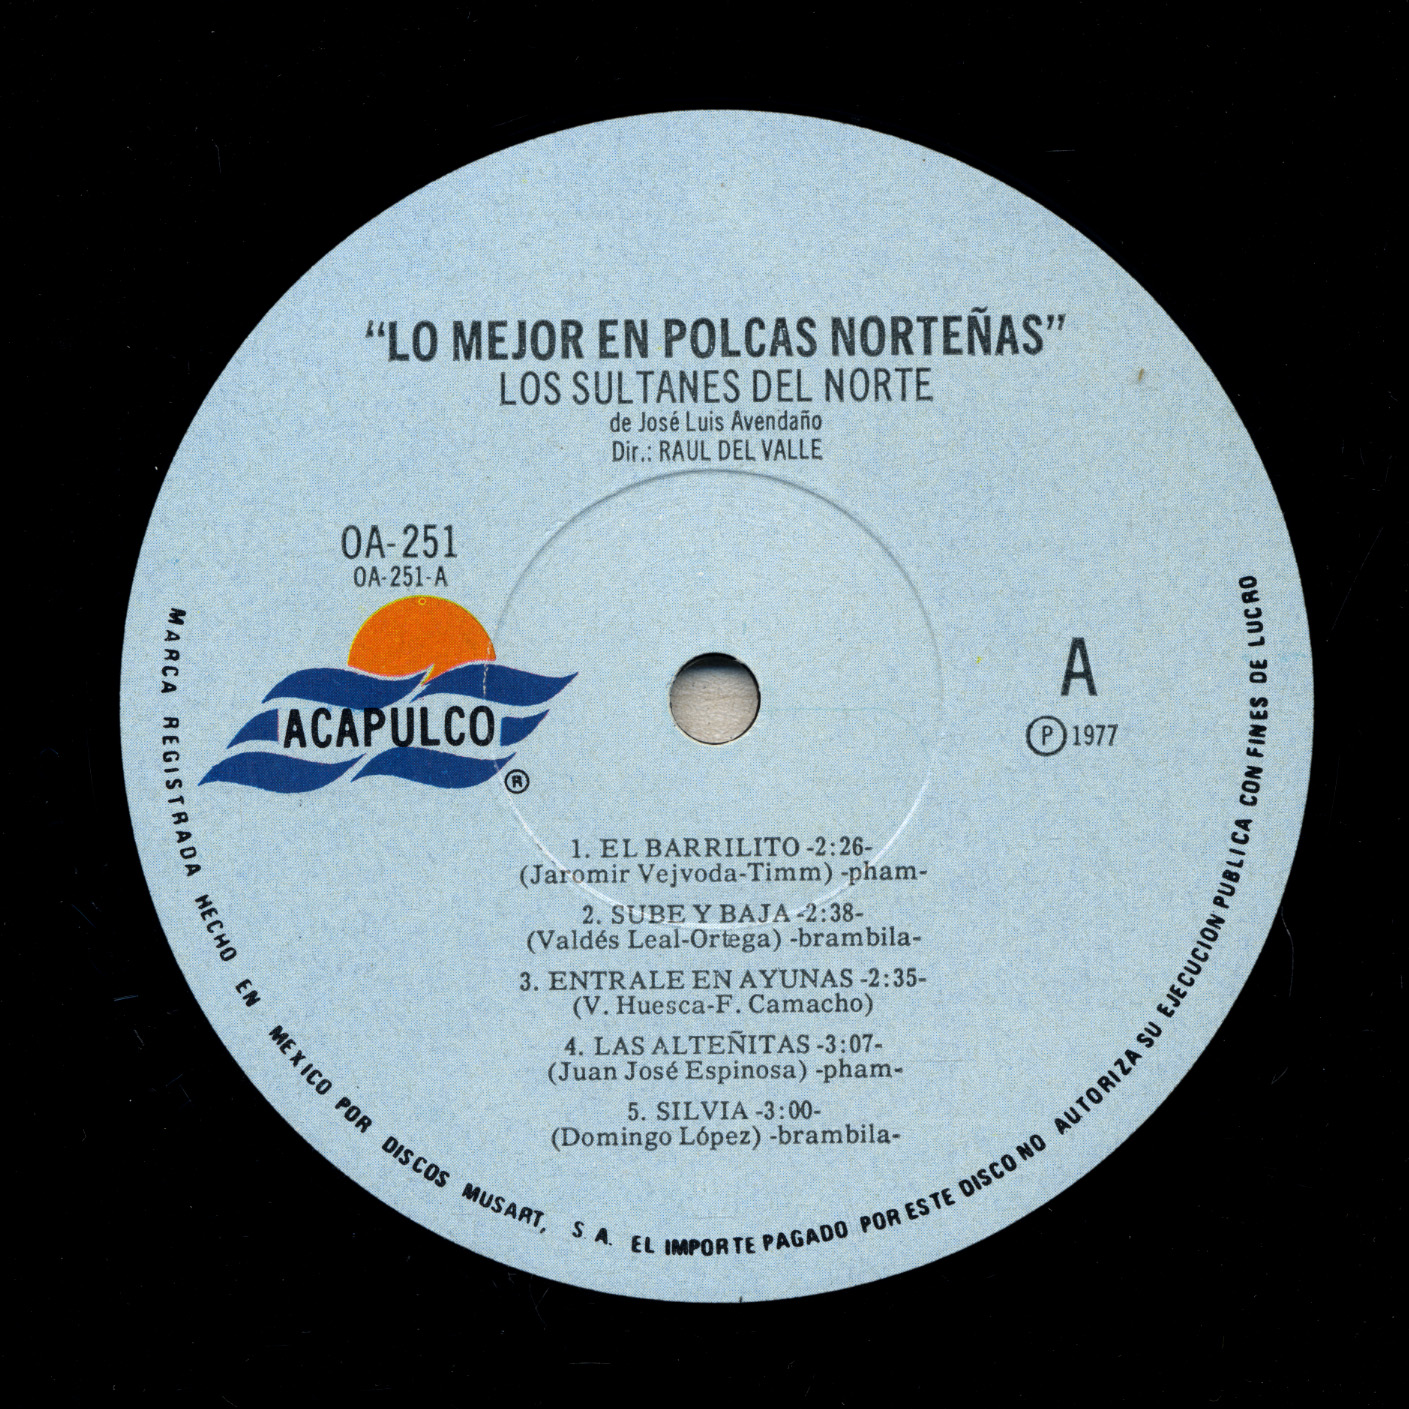 “LO MEJOR EN POLCAS NORTEÑAS”
LOS SULTANES DEL NORTE
de José Luis Avendaño
Dir.: RAUL DEL VALLE
OA-251
OA-251-A
ACAPULCO
®
A
Ⓟ 1977
1. EL BARRILITO -2:26-
(Jaromir Vejvoda-Timm) -pham-
2. SUBE Y BAJA -2:38-
(Valdés Leal-Ortega) -brambila-
3. ENTRALE EN AYUNAS -2:35-
(V. Huesca-F. Camacho)
4. LAS ALTEÑITAS -3:07-
(Juan José Espinosa) -pham-
5. SILVIA -3:00-
(Domingo López) -brambila-
MARCA REGISTRADA HECHO EN MEXICO POR DISCOS MUSART, S. A. EL IMPORTE PAGADO POR ESTE DISCO NO AUTORIZA SU EJECUCION PUBLICA CON FINES DE LUCRO